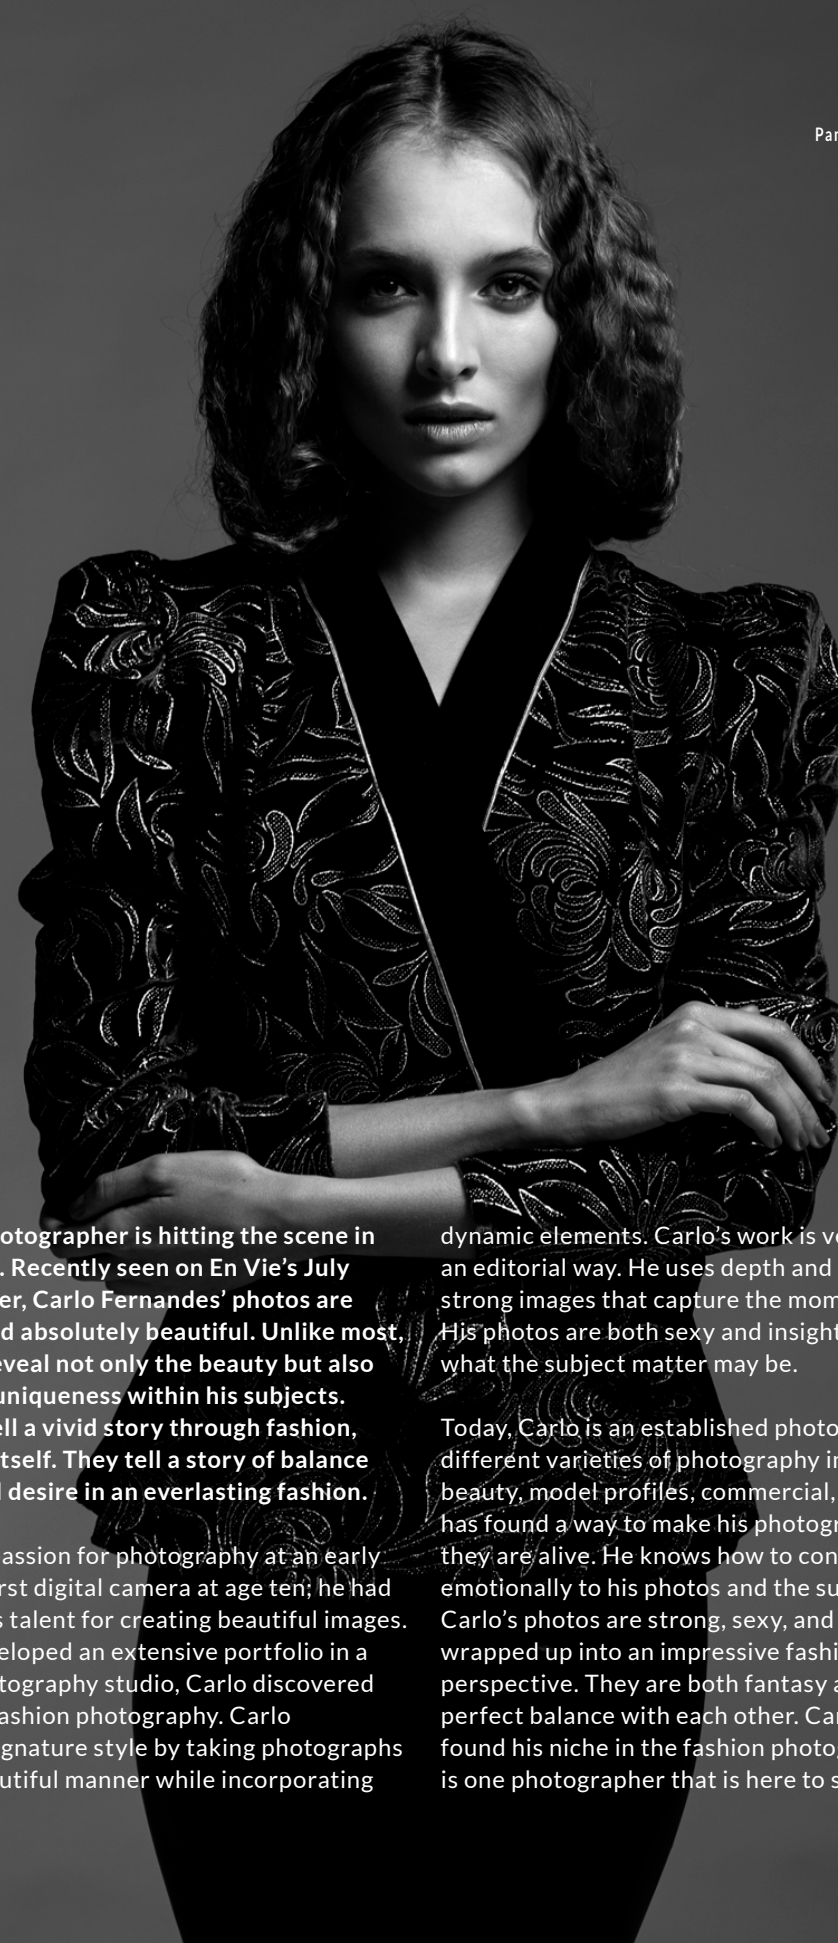 Par
otographer is hitting the scene in
. Recently seen on En Vie’s July
er, Carlo Fernandes’ photos are
d absolutely beautiful. Unlike most,
eveal not only the beauty but also
uniqueness within his subjects.
ell a vivid story through fashion,
tself. They tell a story of balance
l desire in an everlasting fashion.
assion for photography at an early
rst digital camera at age ten; he had
s talent for creating beautiful images.
eloped an extensive portfolio in a
tography studio, Carlo discovered
ashion photography. Carlo
gnature style by taking photographs
utiful manner while incorporating
dynamic elements. Carlo’s work is ve
an editorial way. He uses depth and
strong images that capture the mom
His photos are both sexy and insight
what the subject matter may be.
Today, Carlo is an established photo
different varieties of photography in
beauty, model profiles, commercial,
has found a way to make his photogr
they are alive. He knows how to con
emotionally to his photos and the su
Carlo’s photos are strong, sexy, and
wrapped up into an impressive fashi
perspective. They are both fantasy a
perfect balance with each other. Car
found his niche in the fashion photog
is one photographer that is here to s